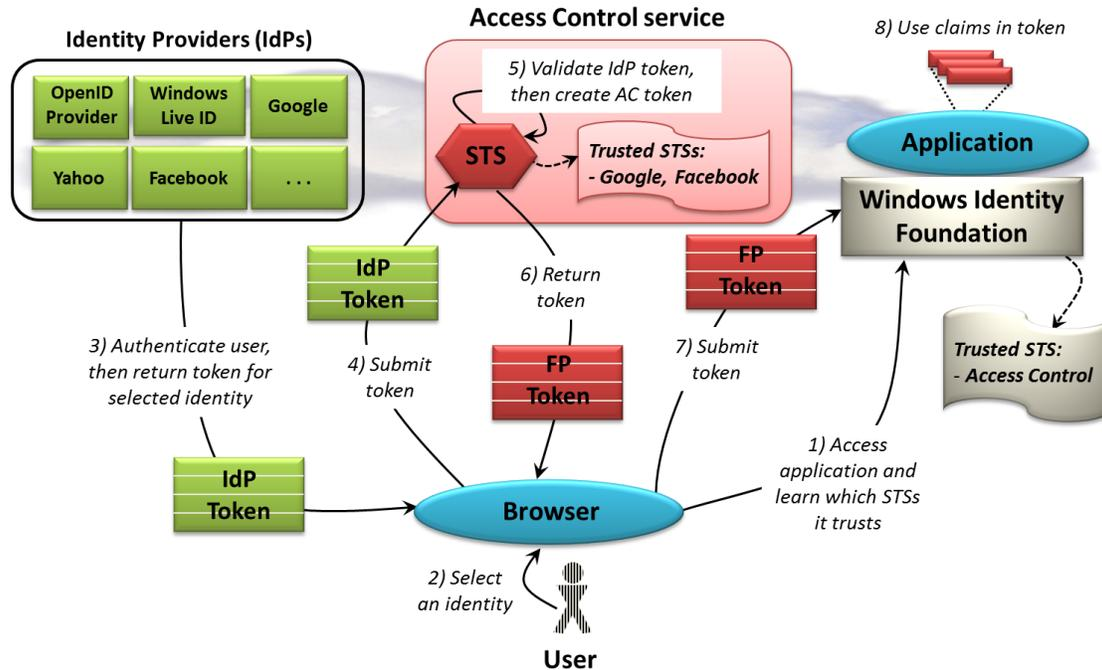 Access Control service
Identity Providers (IdPs)
OpenID
Provider
Windows
Live ID
Google
Yahoo
Facebook
. . .
5) Validate IdP token,
then create AC token
STS
Trusted STSs:
- Google, Facebook
8) Use claims in token
Application
Windows Identity
Foundation
Trusted STS:
- Access Control
IdP
Token
FP
Token
6) Return
token
3) Authenticate user,
then return token for
selected identity
4) Submit
token
FP
Token
7) Submit
token
1) Access
application and
learn which STSs
it trusts
IdP
Token
Browser
2) Select
an identity
User